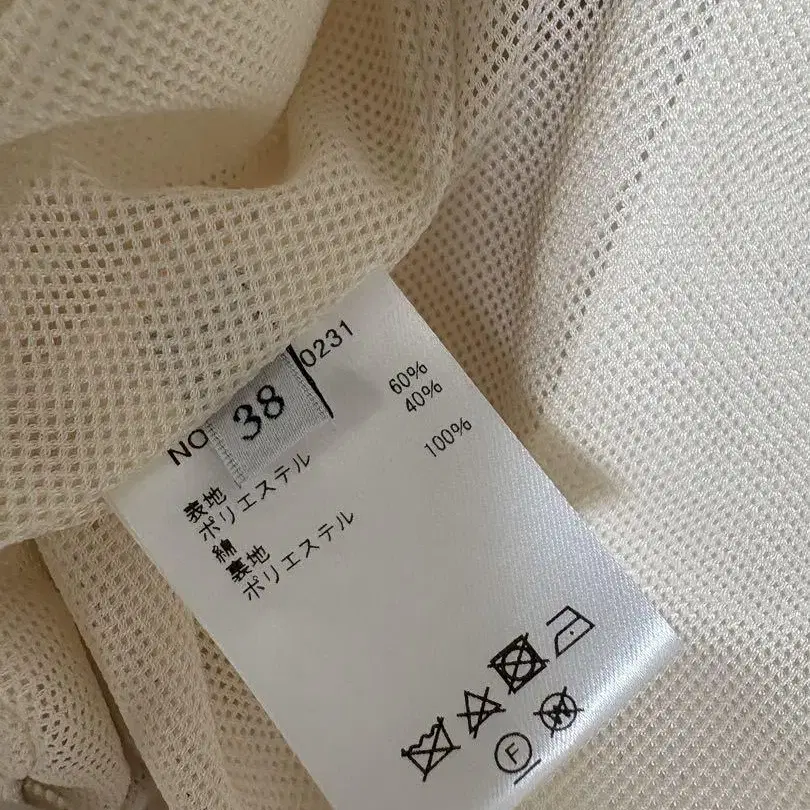 NO 0231
38
表地
ポリエステル 60%
綿 40%
裏地
ポリエステル 100%
F
W